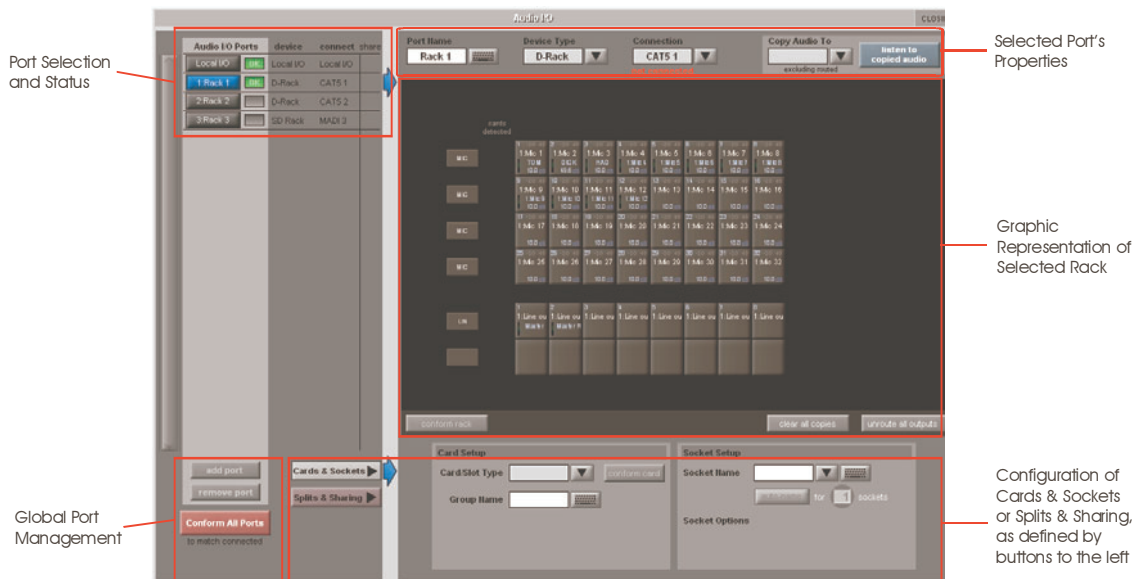 Audio I/O
CLOSE
Port Selection
and Status
Audio I/O Ports device connect share
Local I/O OK Local I/O Local I/O
1:Rack 1 OK D-Rack CAT5 1
2:Rack 2 D-Rack CAT5 2
3:Rack 3 SD Rack MADI 3
Port Name Device Type Connection Copy Audio To
Rack 1 D-Rack CAT5 1
excluding muted
listen to
copied audio
Selected Port's
Properties
cards
detected
MIC
1:Mic 1 1:Mic 2 1:Mic 3 1:Mic 4 1:Mic 5 1:Mic 6 1:Mic 7 1:Mic 8
MIC
1:Mic 9 1:Mic 10 1:Mic 11 1:Mic 12 1:Mic 13 1:Mic 14 1:Mic 15 1:Mic 16
MIC
1:Mic 17 1:Mic 18 1:Mic 19 1:Mic 20 1:Mic 21 1:Mic 22 1:Mic 23 1:Mic 24
MIC
1:Mic 25 1:Mic 26 1:Mic 27 1:Mic 28 1:Mic 29 1:Mic 30 1:Mic 31 1:Mic 32
1:Line ou 1:Line ou 1:Line ou 1:Line ou 1:Line ou 1:Line ou 1:Line ou 1:Line ou
Graphic
Representation of
Selected Rack
conform rack clear all copies unroute all outputs
add port
remove port
Conform All Ports
to match connected
Global Port
Management
Cards & Sockets
Splits & Sharing
Card Setup
Card/Slot Type conform card
Group Name
Socket Setup
Socket Name
for 1 sockets
Socket Options
Configuration of
Cards & Sockets
or Splits & Sharing,
as defined by
buttons to the left